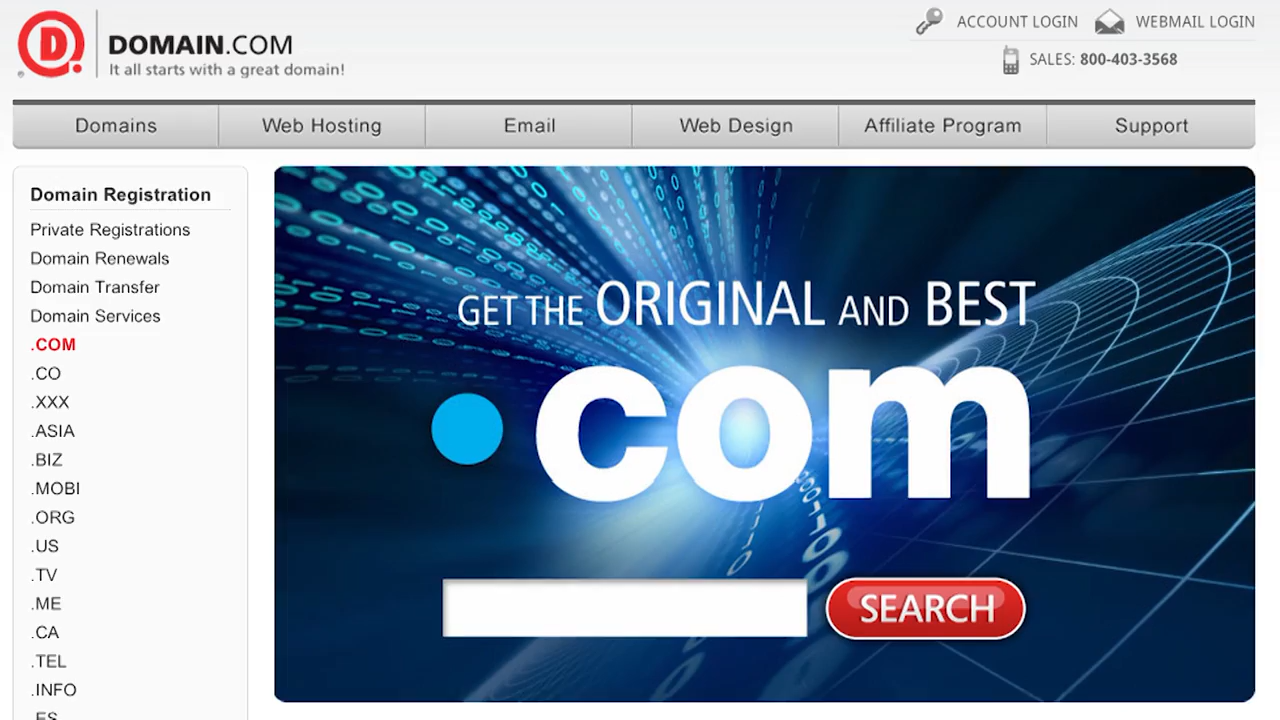 DOMAIN.COM
It all starts with a great domain!
ACCOUNT LOGIN
WEBMAIL LOGIN
SALES: 800-403-3568
Domains
Web Hosting
Email
Web Design
Affiliate Program
Support
Domain Registration
Private Registrations
Domain Renewals
Domain Transfer
Domain Services
.COM
.CO
.XXX
.ASIA
.BIZ
.MOBI
.ORG
.US
.TV
.ME
.CA
.TEL
.INFO
.ES
GET THE ORIGINAL AND BEST
.com
SEARCH